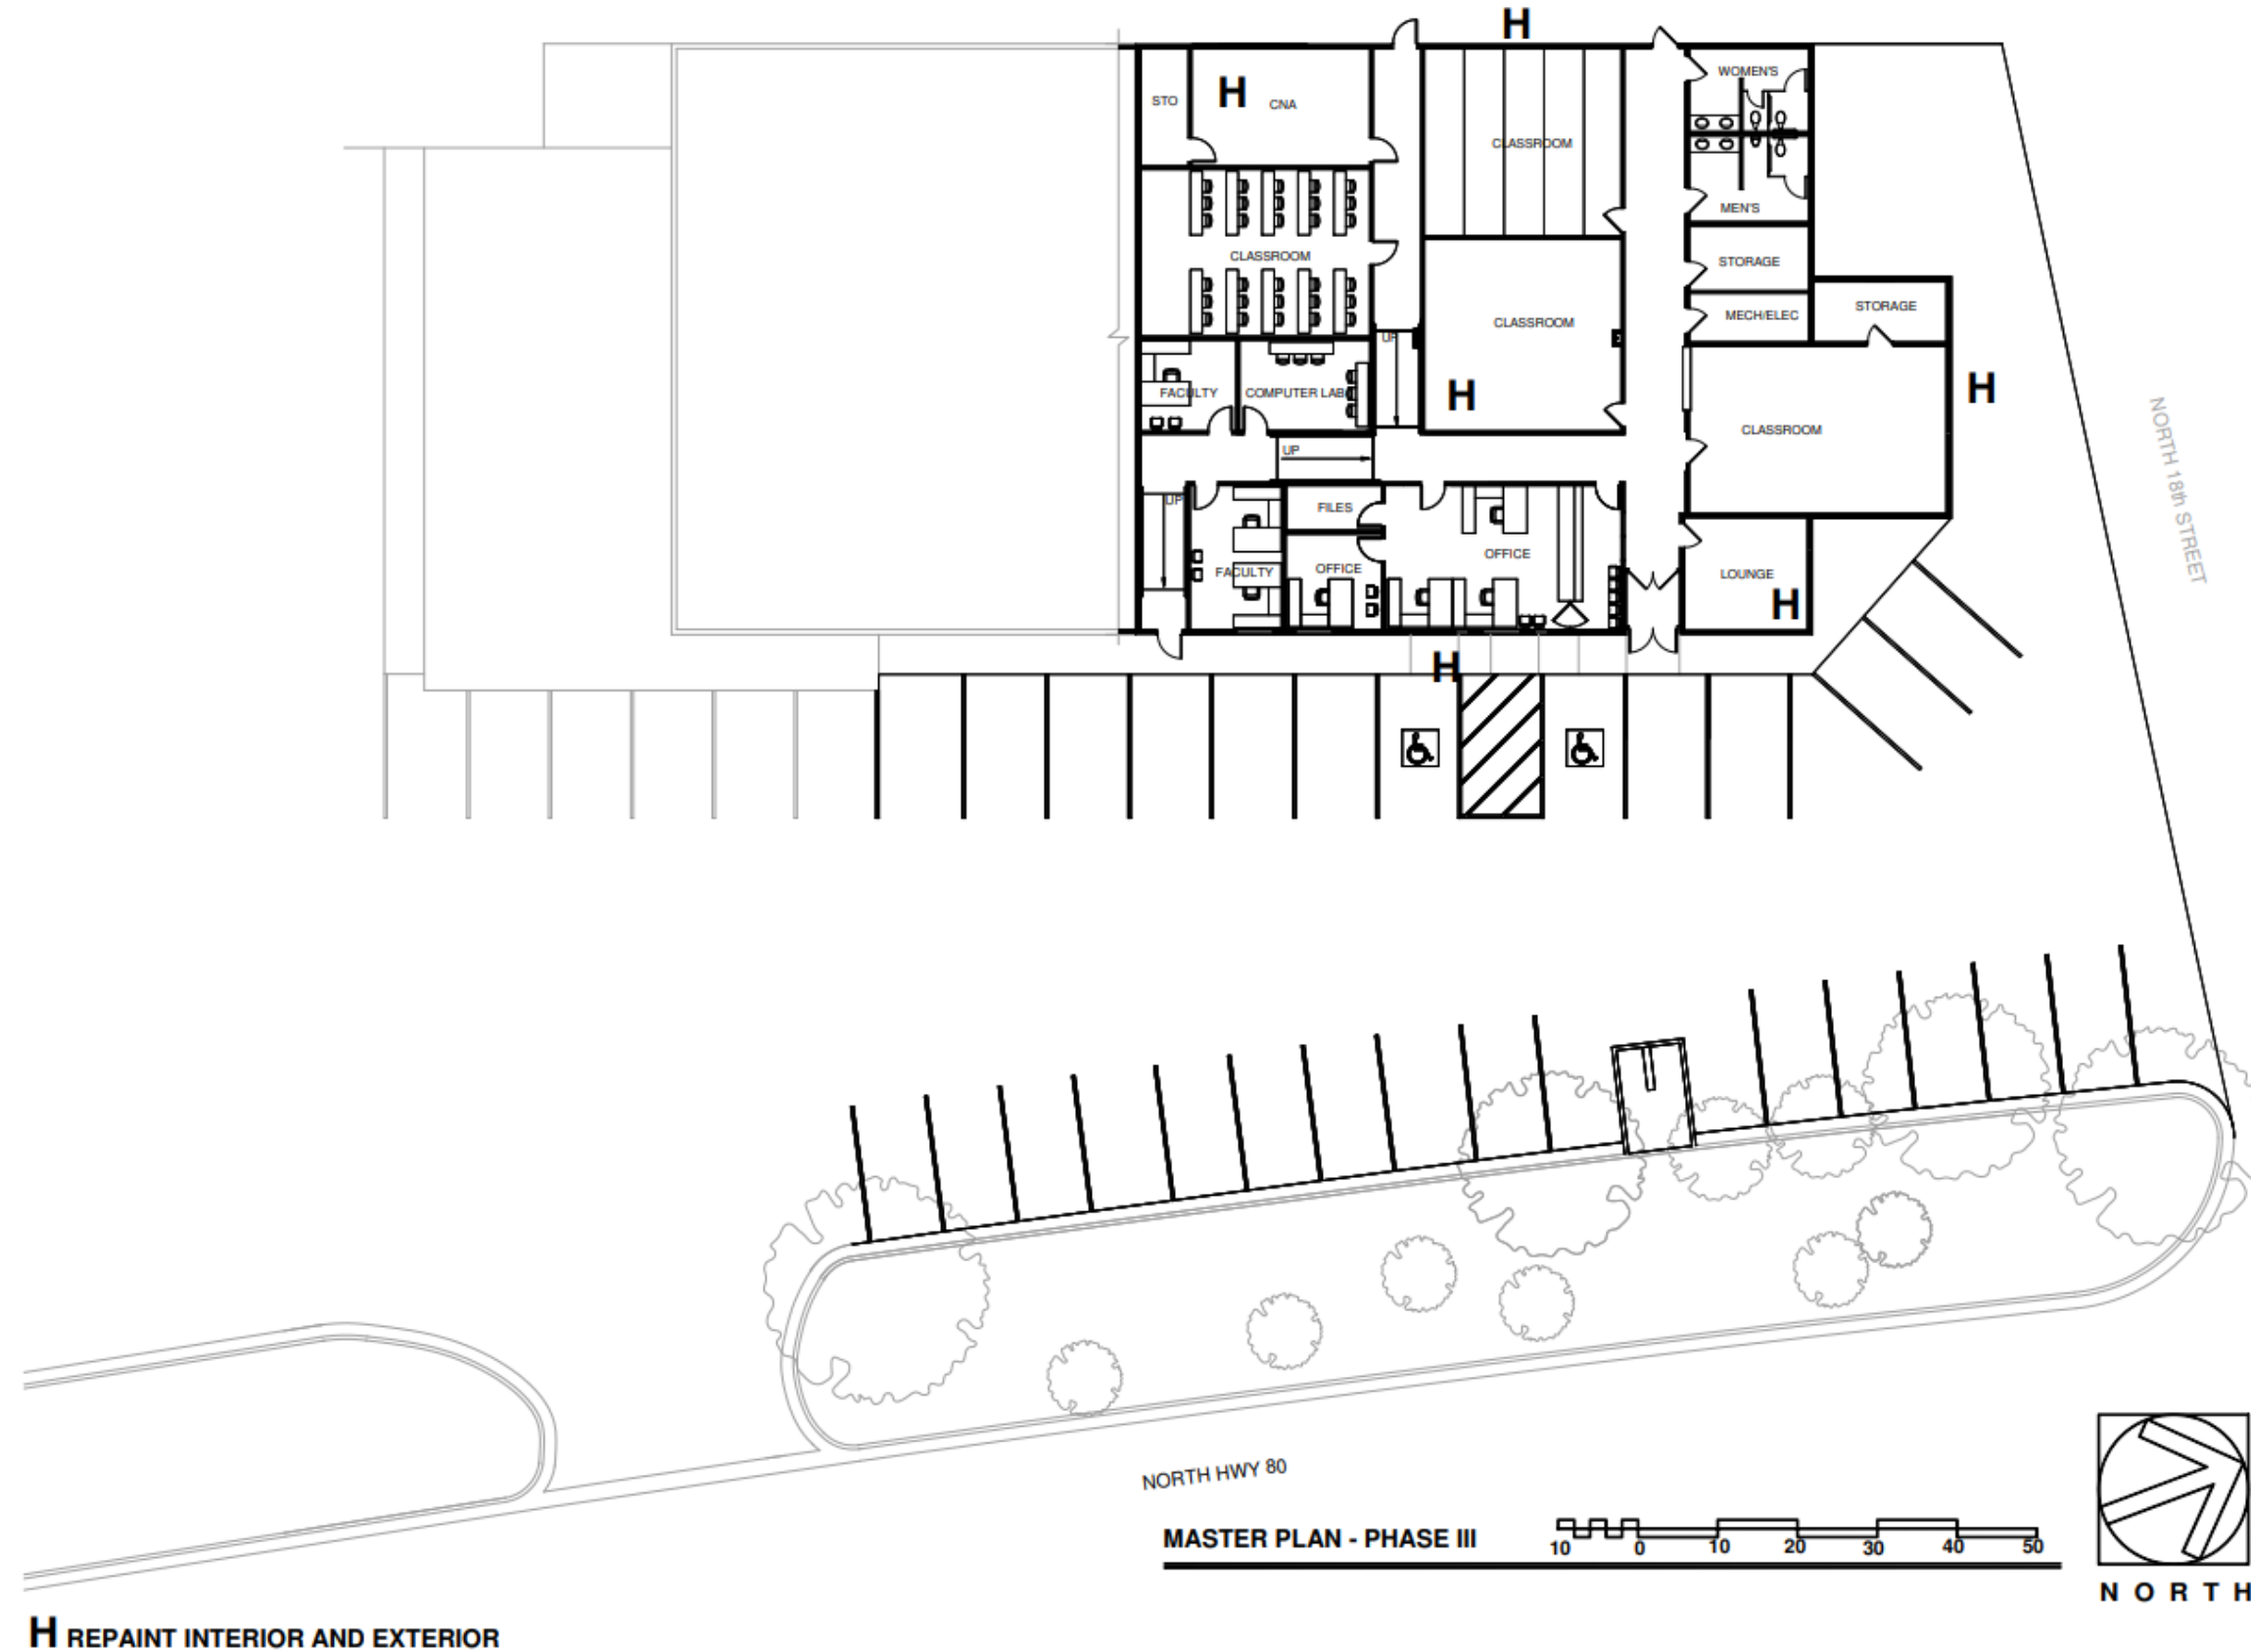 H
WOMEN'S
STO
H
CNA
CLASSROOM
MEN'S
CLASSROOM
STORAGE
STORAGE
MECH/ELEC
CLASSROOM
UP
FACULTY
COMPUTER LAB
H
H
NORTH 18th STREET
CLASSROOM
UP
UP
FILES
OFFICE
FACULTY
OFFICE
LOUNGE
H
H
NORTH HWY 80
MASTER PLAN - PHASE III
10 0 10 20 30 40 50
NORTH
H REPAINT INTERIOR AND EXTERIOR